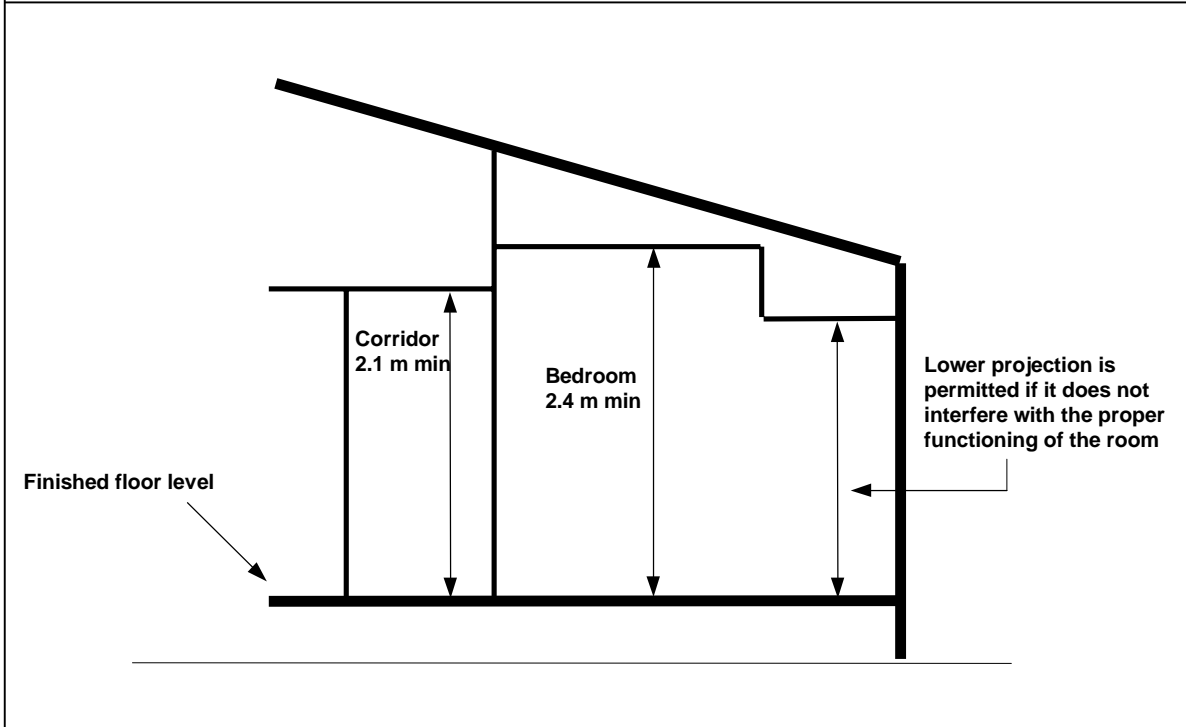 Corridor
2.1 m min
Bedroom
2.4 m min
Lower projection is
permitted if it does not
interfere with the proper
functioning of the room
Finished floor level